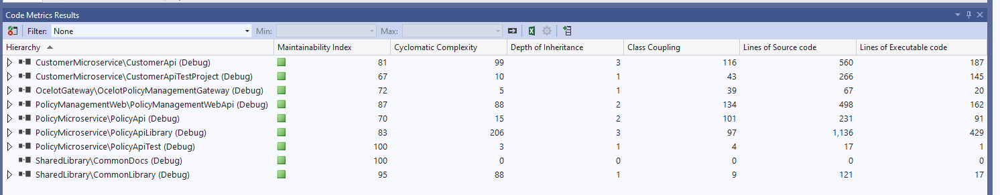 Code Metrics Results
Filter: None Min: Max:
Hierarchy Maintainability Index Cyclomatic Complexity Depth of Inheritance Class Coupling Lines of Source code Lines of Executable code
CustomerMicroservice\CustomerApi (Debug) 81 99 3 116 560 187
CustomerMicroservice\CustomerApiTestProject (Debug) 67 10 1 43 266 145
OcelotGateway\OcelotPolicyManagementGateway (Debug) 72 5 1 39 67 20
PolicyManagementWeb\PolicyManagementWebApi (Debug) 87 88 2 134 498 162
PolicyMicroservice\PolicyApi (Debug) 70 15 2 101 231 91
PolicyMicroservice\PolicyApiLibrary (Debug) 83 206 3 97 1,136 429
PolicyMicroservice\PolicyApiTest (Debug) 100 3 1 4 17 1
SharedLibrary\CommonDocs (Debug) 100 0 0 0 0 0
SharedLibrary\CommonLibrary (Debug) 95 88 1 9 121 17